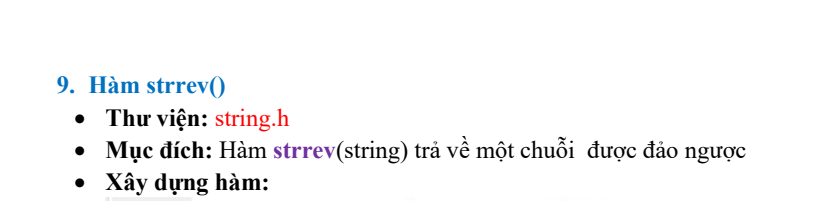 9. Hàm strrev()
• Thư viện: string.h
• Mục đích: Hàm strrev(string) trả về một chuỗi được đảo ngược
• Xây dựng hàm: